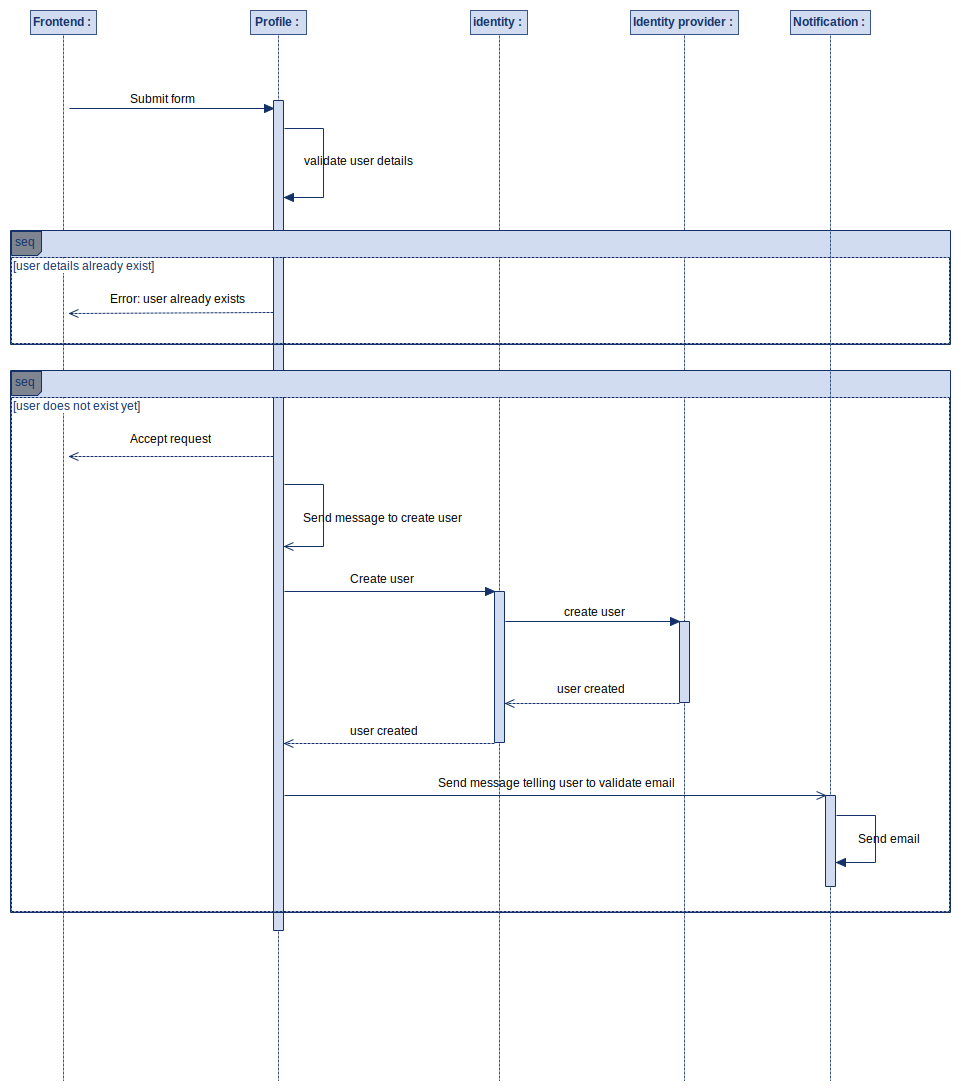 Frontend :
Profile :
identity :
Identity provider :
Notification :
Submit form
validate user details
seq
[user details already exist]
Error: user already exists
seq
[user does not exist yet]
Accept request
Send message to create user
Create user
create user
user created
user created
Send message telling user to validate email
Send email